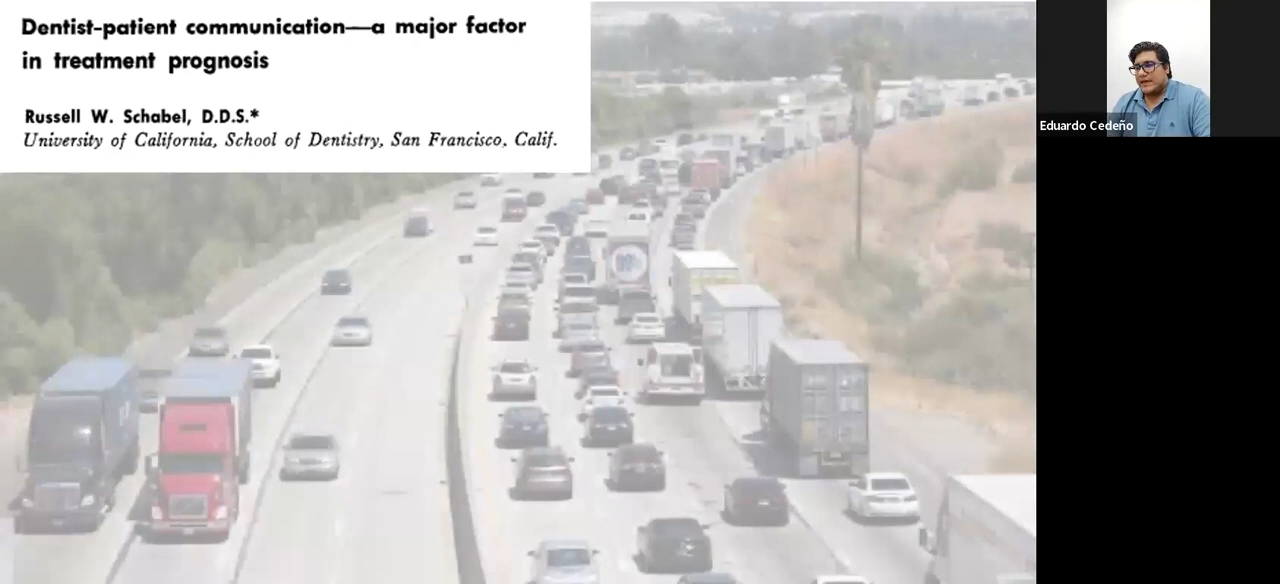 Dentist-patient communication—a major factor
in treatment prognosis
Russell W. Schabel, D.D.S.*
University of California, School of Dentistry, San Francisco, Calif.
Eduardo Cedeño